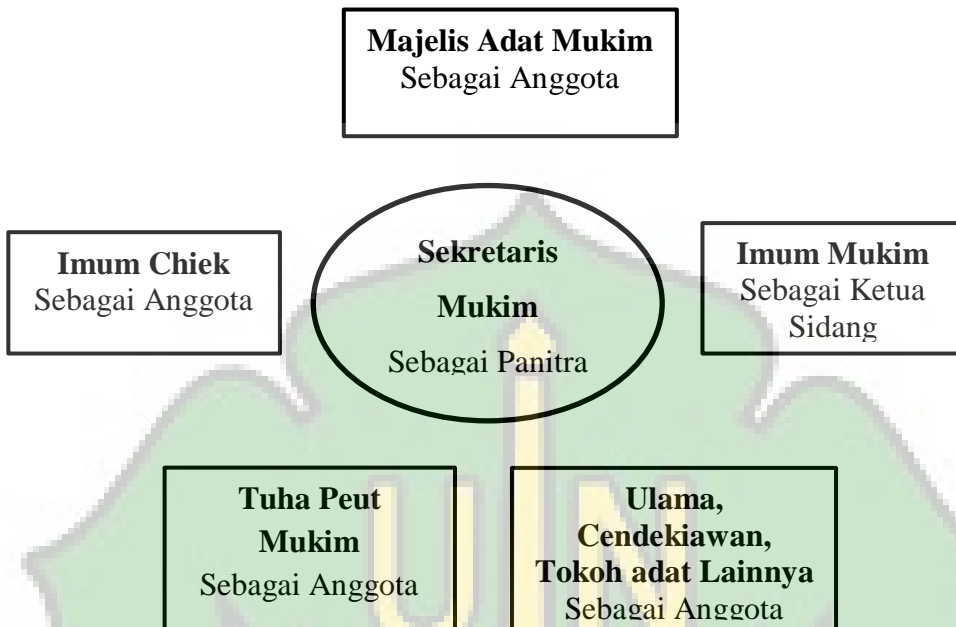 Majelis Adat Mukim
Sebagai Anggota
Imum Chiek
Sebagai Anggota
Sekretaris
Mukim
Sebagai Panitra
Imum Mukim
Sebagai Ketua
Sidang
Tuha Peut
Mukim
Sebagai Anggota
Ulama,
Cendekiawan,
Tokoh adat Lainnya
Sebagai Anggota
UIN